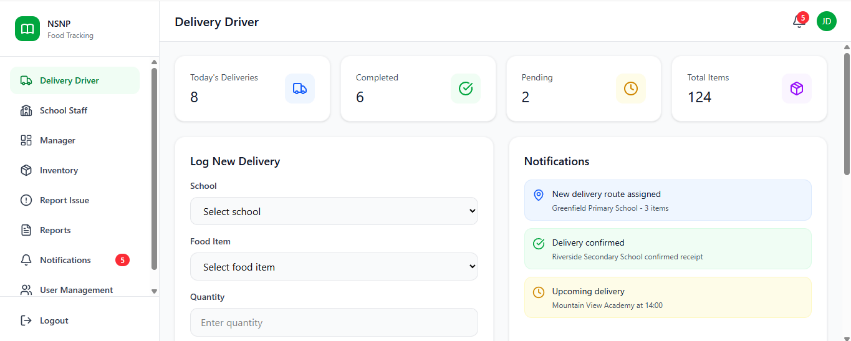 NSNP
Food Tracking
Delivery Driver
School Staff
Manager
Inventory
Report Issue
Reports
Notifications 5
User Management
Logout
Delivery Driver
5
JD
Today's Deliveries
8
Completed
6
Pending
2
Total Items
124
Log New Delivery
School
Select school
Food Item
Select food item
Quantity
Enter quantity
Notifications
New delivery route assigned
Greenfield Primary School - 3 items
Delivery confirmed
Riverside Secondary School confirmed receipt
Upcoming delivery
Mountain View Academy at 14:00